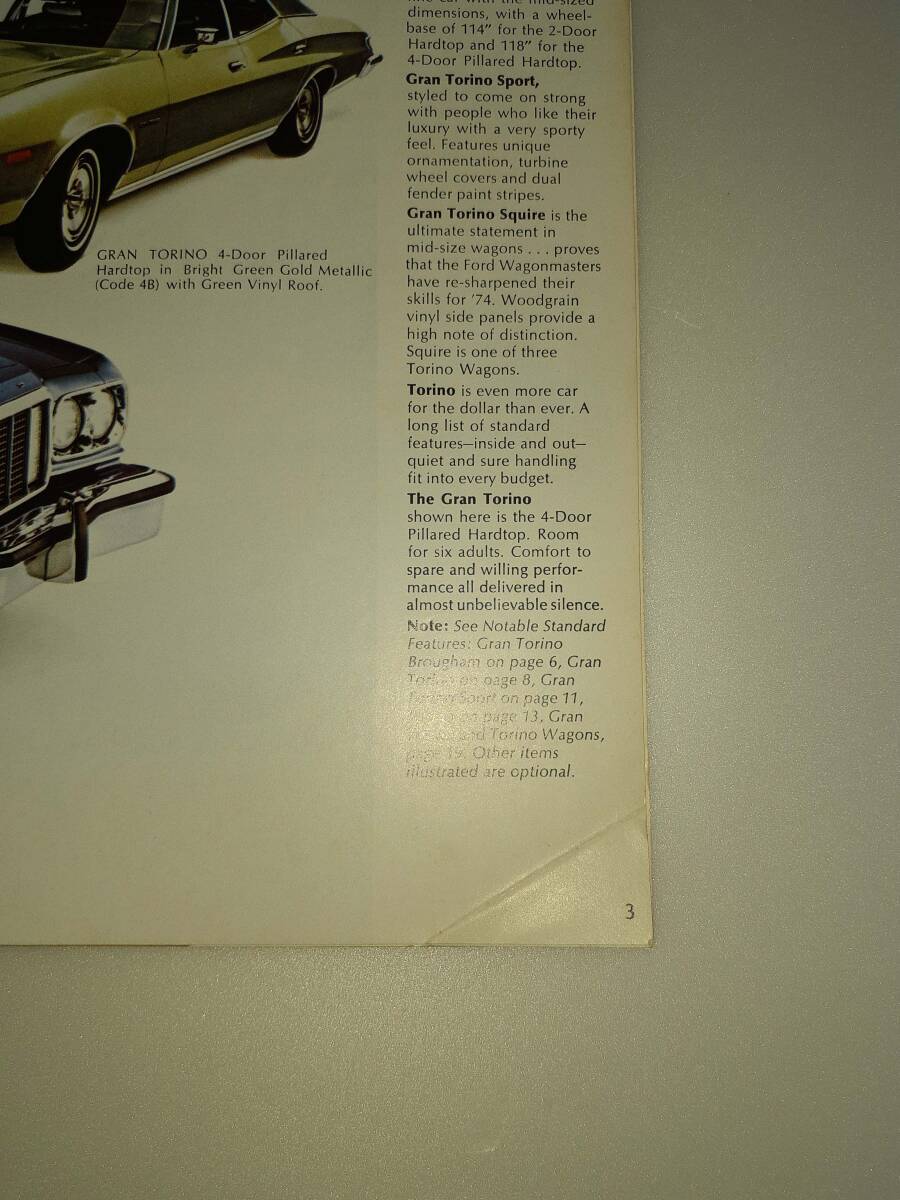 dimensions, with a wheel-
base of 114″ for the 2-Door
Hardtop and 118″ for the
4-Door Pillared Hardtop.
Gran Torino Sport,
styled to come on strong
with people who like their
luxury with a very sporty
feel. Features unique
ornamentation, turbine
wheel covers and dual
fender paint stripes.
Gran Torino Squire is the
ultimate statement in
mid-size wagons . . . proves
that the Ford Wagonmasters
have re-sharpened their
skills for '74. Woodgrain
vinyl side panels provide a
high note of distinction.
Squire is one of three
Torino Wagons.
Torino is even more car
for the dollar than ever. A
long list of standard
features—inside and out—
quiet and sure handling
fit into every budget.
The Gran Torino
shown here is the 4-Door
Pillared Hardtop. Room
for six adults. Comfort to
spare and willing perfor-
mance all delivered in
almost unbelievable silence.
Note: See Notable Standard
Features: Gran Torino
Brougham on page 6, Gran
Torino on page 8, Gran
Torino Sport on page 11,
on page 13, Gran
and Torino Wagons,
page 19. Other items
illustrated are optional.
GRAN TORINO 4-Door Pillared
Hardtop in Bright Green Gold Metallic
(Code 4B) with Green Vinyl Roof.
3